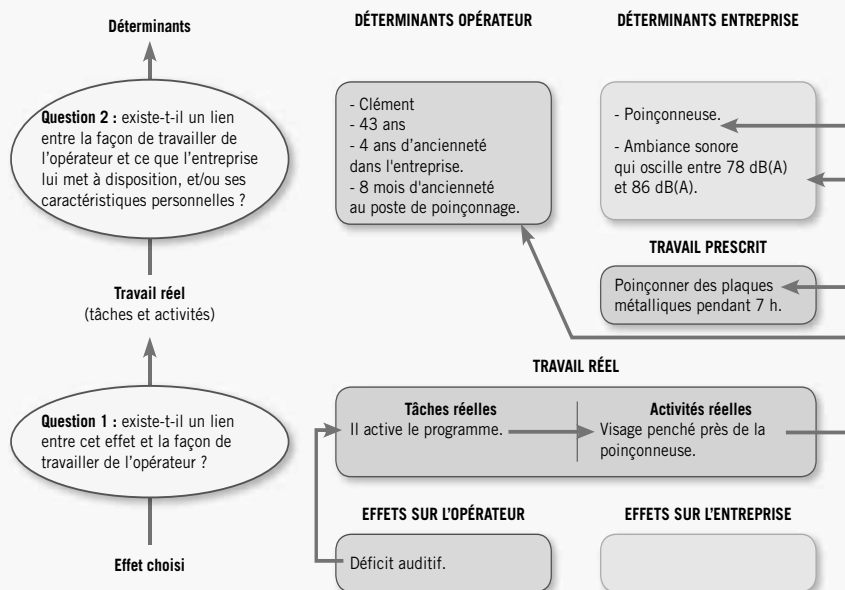 Déterminants
Question 2 : existe-t-il un lien
entre la façon de travailler de
l'opérateur et ce que l'entreprise
lui met à disposition, et/ou ses
caractéristiques personnelles ?
Travail réel
(tâches et activités)
Question 1 : existe-t-il un lien
entre cet effet et la façon de
travailler de l'opérateur ?
Effet choisi
DÉTERMINANTS OPÉRATEUR
- Clément
- 43 ans
- 4 ans d'ancienneté
dans l'entreprise.
- 8 mois d'ancienneté
au poste de poinçonnage.
DÉTERMINANTS ENTREPRISE
- Poinçonneuse.
- Ambiance sonore
qui oscille entre 78 dB(A)
et 86 dB(A).
TRAVAIL PRESCRIT
Poinçonner des plaques
métalliques pendant 7 h.
TRAVAIL RÉEL
Tâches réelles
Il active le programme.
Activités réelles
Visage penché près de la
poinçonneuse.
EFFETS SUR L'OPÉRATEUR
Déficit auditif.
EFFETS SUR L'ENTREPRISE